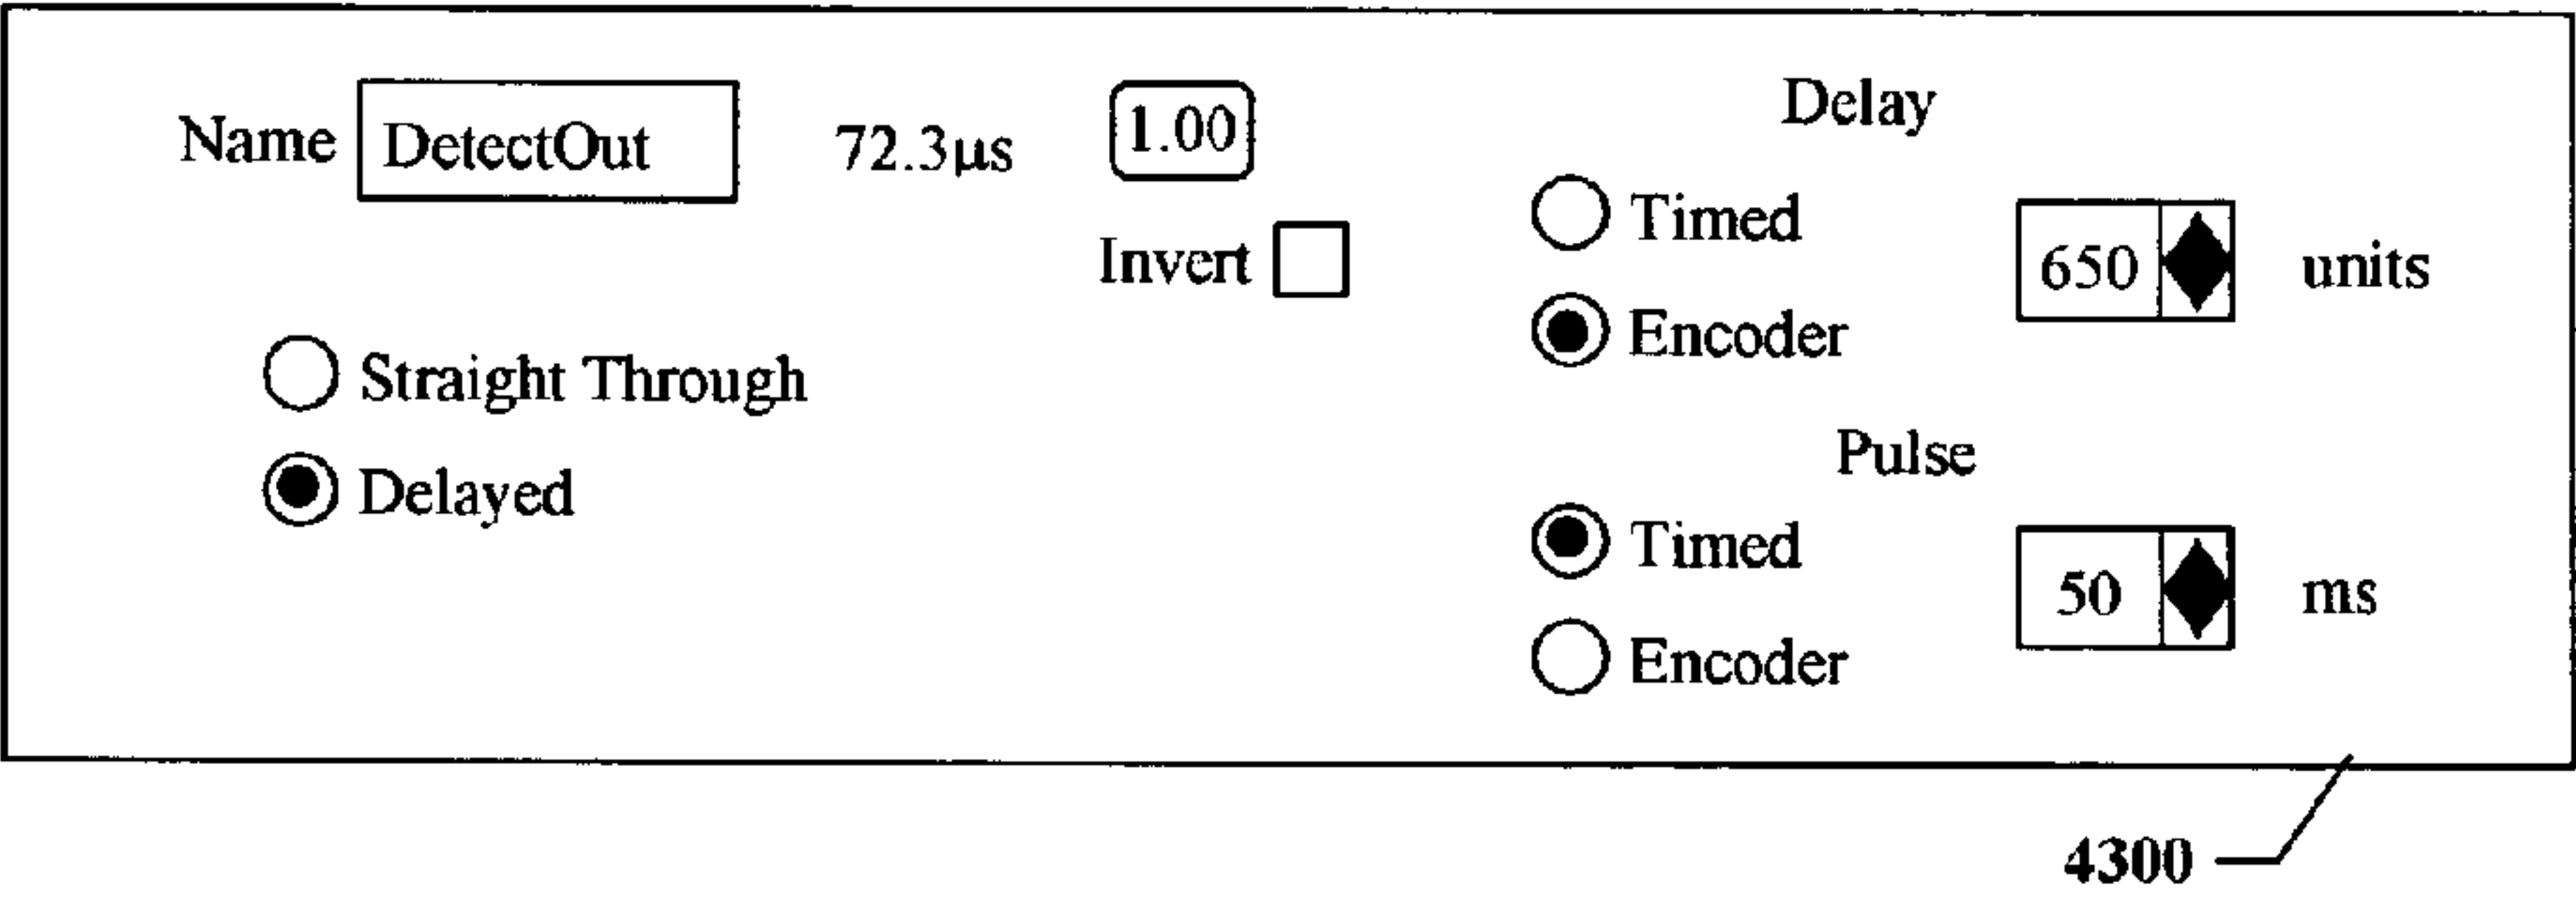 Name DetectOut 72.3µs 1.00
Invert
Straight Through
Delayed
Delay
Timed
Encoder
650 units
Pulse
Timed
Encoder
50 ms
4300